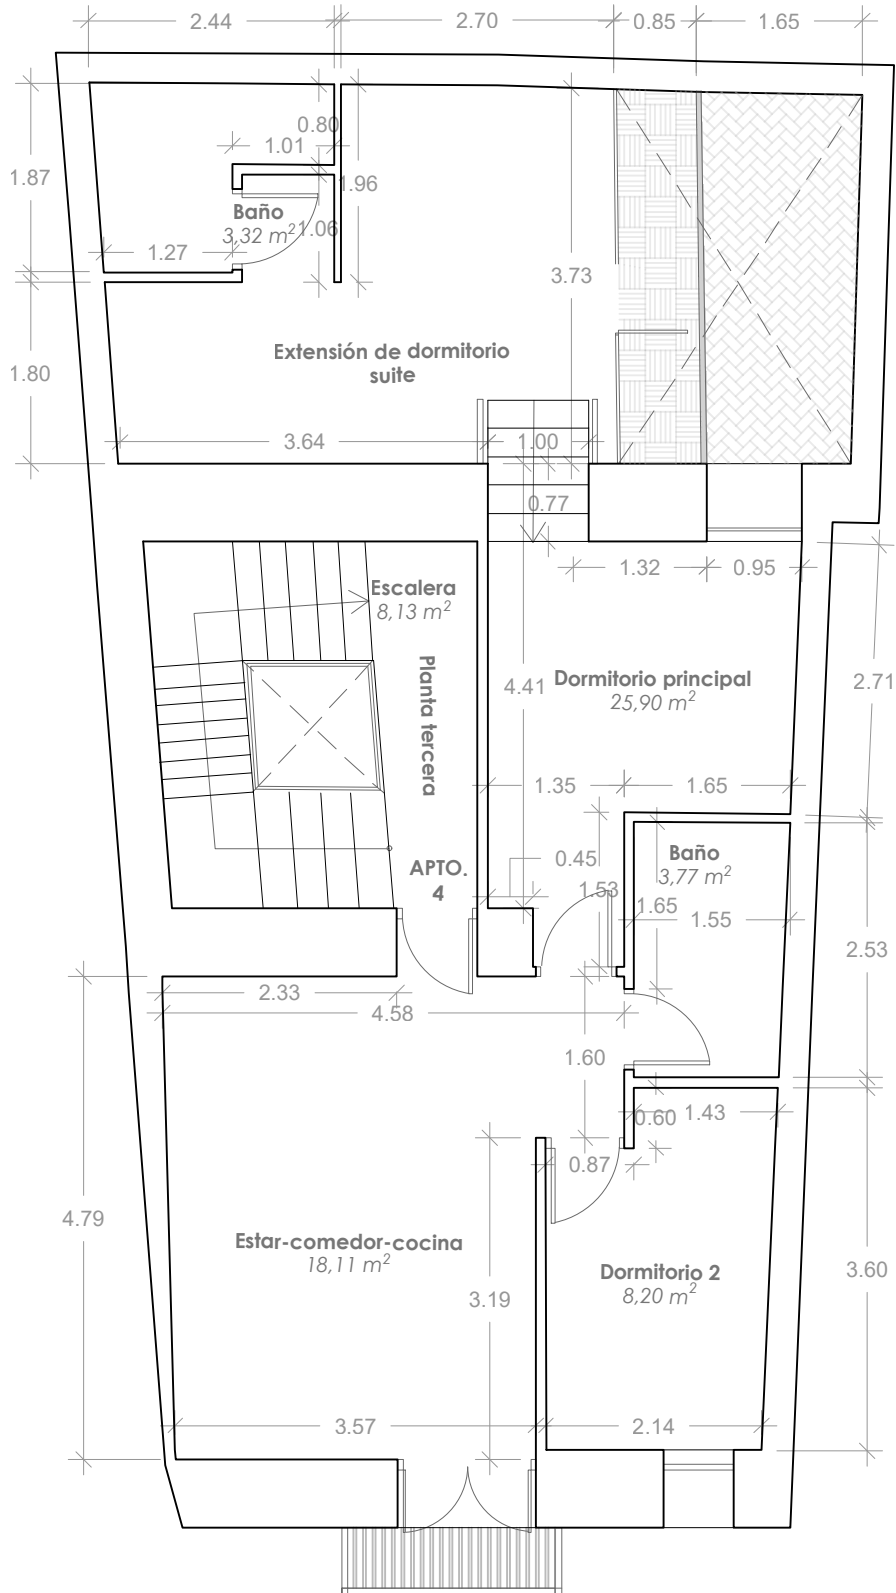 2.44
2.70
0.85
1.65
0.80
1.01
1.87
1.96
Baño
3,32 m²
1.06
1.27
3.73
Extensión de dormitorio
suite
1.80
3.64
1.00
0.77
1.32
0.95
Escalera
8,13 m²
Planta tercera
4.41
Dormitorio principal
25,90 m²
2.71
1.35
1.65
APTO.
4
0.45
Baño
3,77 m²
1.53
1.65
1.55
2.53
2.33
4.58
1.60
0.60
1.43
0.87
4.79
Estar-comedor-cocina
18,11 m²
3.19
Dormitorio 2
8,20 m²
3.60
3.57
2.14